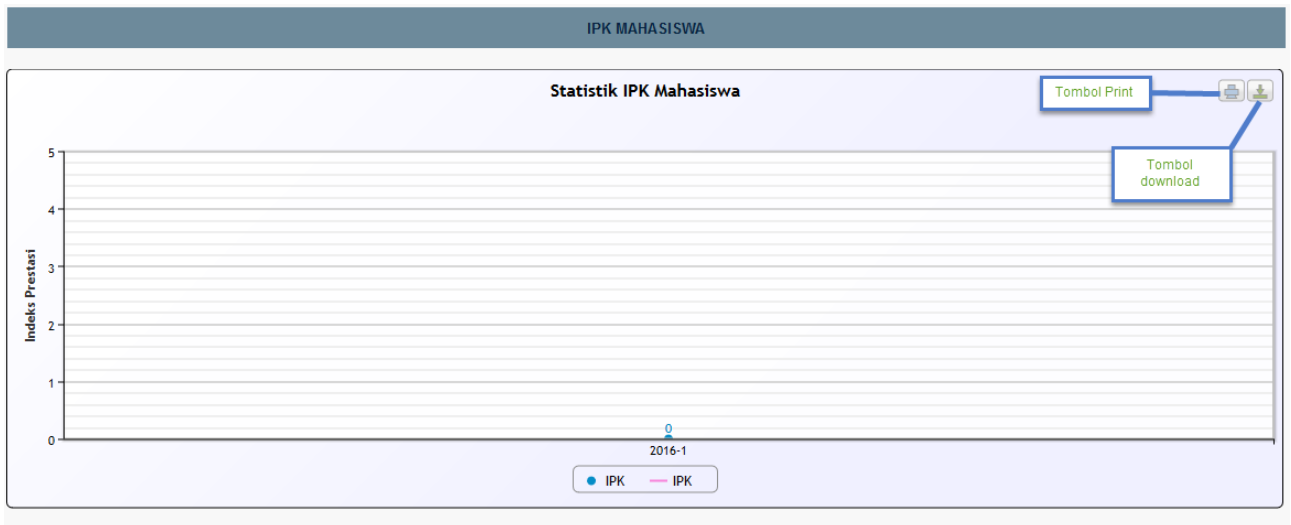 IPK MAHASISWA
Statistik IPK Mahasiswa
Tombol Print
Tombol
download
Indeks Prestasi
5
4
3
2
1
0
0
2016-1
IPK
IPK